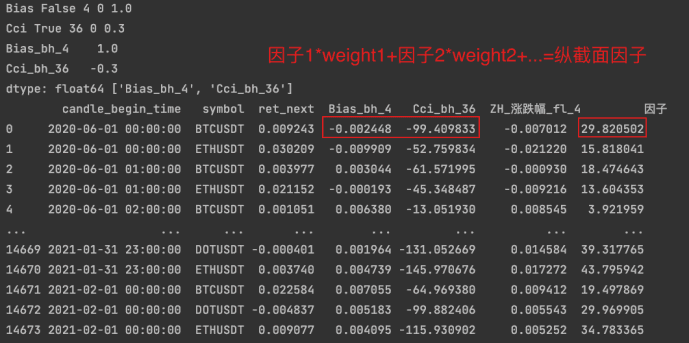 Bias False 4 0 1.0
Cci True 36 0 0.3
Bias_bh_4 1.0
Cci_bh_36 -0.3
因子1*weight1+因子2*weight2+...=纵截面因子
dtype: float64 ['Bias_bh_4', 'Cci_bh_36']
candle_begin_time symbol ret_next Bias_bh_4 Cci_bh_36 ZH_涨跌幅_fl_4 因子
0 2020-06-01 00:00:00 BTCUSDT 0.009243 -0.002448 -99.409833 -0.007012 29.820502
1 2020-06-01 00:00:00 ETHUSDT 0.030209 -0.009909 -52.759834 -0.021220 15.818041
2 2020-06-01 01:00:00 BTCUSDT 0.003977 0.003044 -61.571995 -0.000930 18.474643
3 2020-06-01 01:00:00 ETHUSDT 0.021152 -0.000193 -45.348487 -0.009216 13.604353
4 2020-06-01 02:00:00 BTCUSDT 0.001051 0.006380 -13.051930 0.008545 3.921959
... ... ... ... ... ... ... ...
14669 2021-01-31 23:00:00 DOTUSDT -0.000401 0.001964 -131.052669 0.014584 39.317765
14670 2021-01-31 23:00:00 ETHUSDT 0.003740 0.004739 -145.970676 0.017272 43.795942
14671 2021-02-01 00:00:00 BTCUSDT 0.022584 0.007055 -64.969380 0.009412 19.497869
14672 2021-02-01 00:00:00 DOTUSDT -0.004837 0.005183 -99.882406 0.005543 29.969905
14673 2021-02-01 00:00:00 ETHUSDT 0.009077 0.004095 -115.930902 0.005252 34.783365